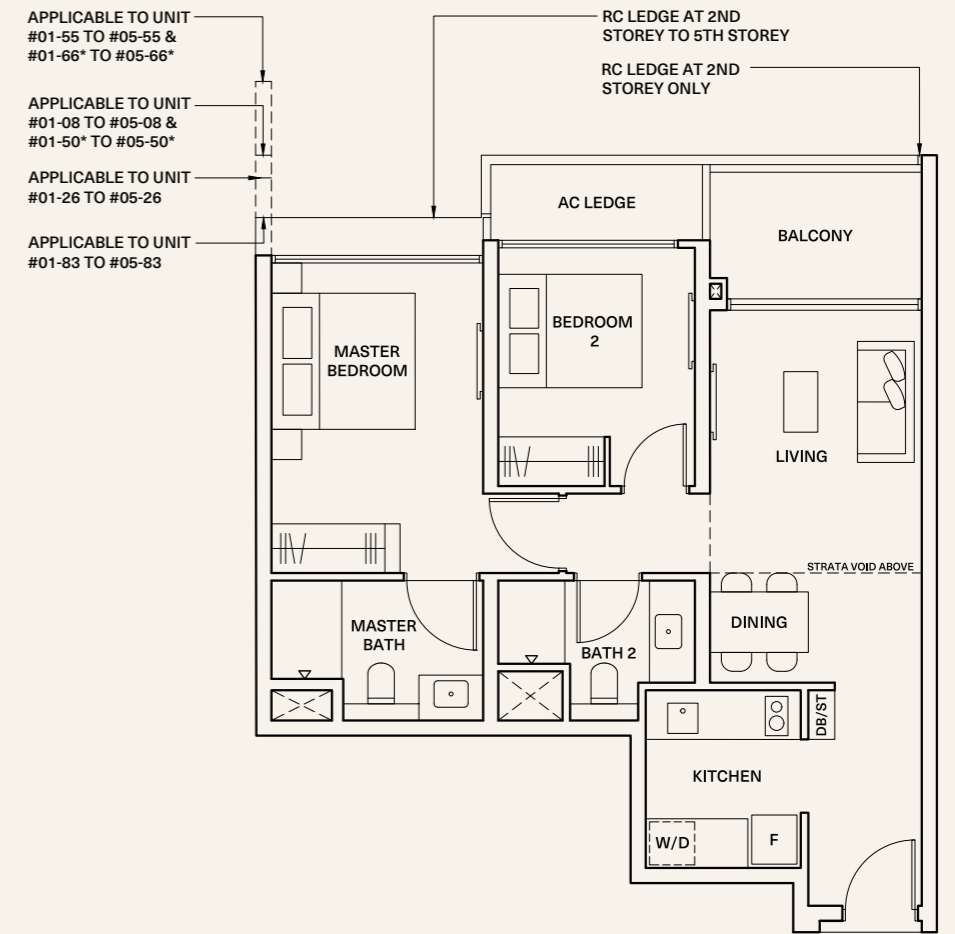 APPLICABLE TO UNIT
#01-55 TO #05-55 &
#01-66* TO #05-66*
APPLICABLE TO UNIT
#01-08 TO #05-08 &
#01-50* TO #05-50*
APPLICABLE TO UNIT
#01-26 TO #05-26
APPLICABLE TO UNIT
#01-83 TO #05-83
RC LEDGE AT 2ND
STOREY TO 5TH STOREY
RC LEDGE AT 2ND
STOREY ONLY
AC LEDGE
BALCONY
MASTER
BEDROOM
BEDROOM
2
LIVING
STRATA VOID ABOVE
MASTER
BATH
BATH 2
DINING
DB/ST
KITCHEN
W/D
F